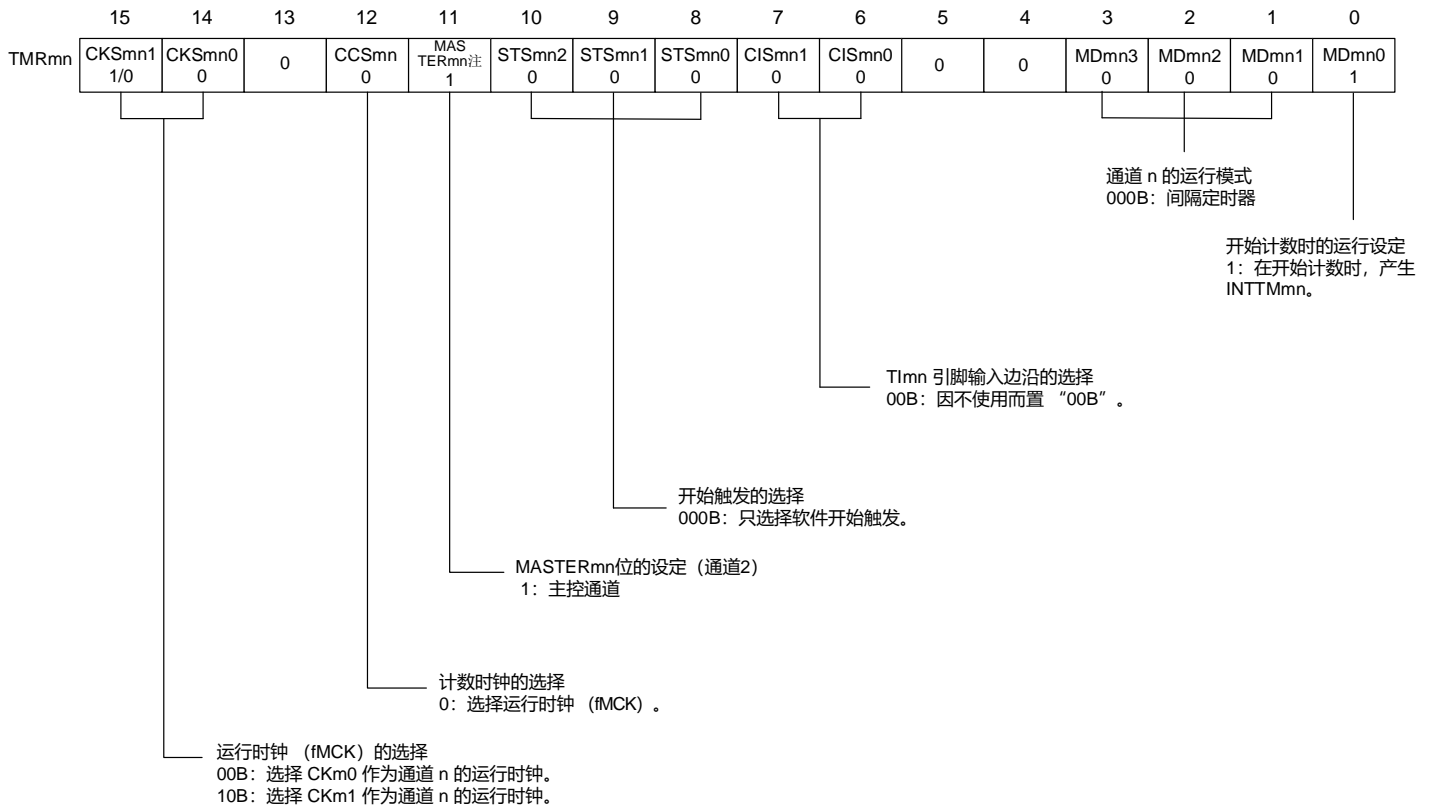 15 14 13 12 11 10 9 8 7 6 5 4 3 2 1 0
TMRmn CKSmn1 CKSmn0 0 CCSmn MAS STSmn2 STSmn1 STSmn0 CISmn1 CISmn0 0 0 MDmn3 MDmn2 MDmn1 MDmn0
TERmn注
1/0 0 0 1 0 0 0 0 0 0 0 0 1
通道 n 的运行模式
000B：间隔定时器
开始计数时的运行设定
1：在开始计数时，产生
INTTMmn。
TImn 引脚输入边沿的选择
00B：因不使用而置 “00B”。
开始触发的选择
000B：只选择软件开始触发。
MASTERmn位的设定（通道2）
1：主控通道
计数时钟的选择
0：选择运行时钟 （fMCK）。
运行时钟 （fMCK）的选择
00B：选择 CKm0 作为通道 n 的运行时钟。
10B：选择 CKm1 作为通道 n 的运行时钟。